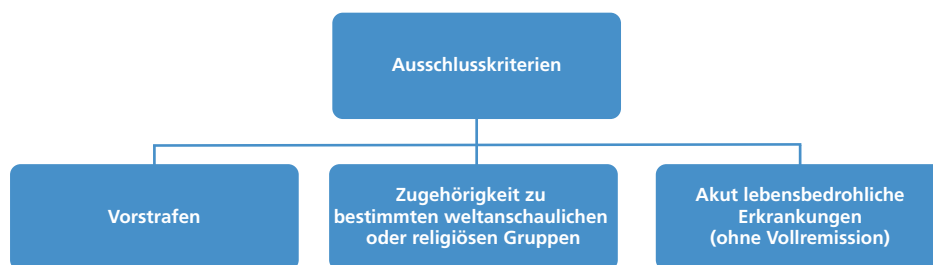 Ausschlusskriterien
Vorstrafen
Zugehörigkeit zu
bestimmten weltanschaulichen
oder religiösen Gruppen
Akut lebensbedrohliche
Erkrankungen
(ohne Vollremission)